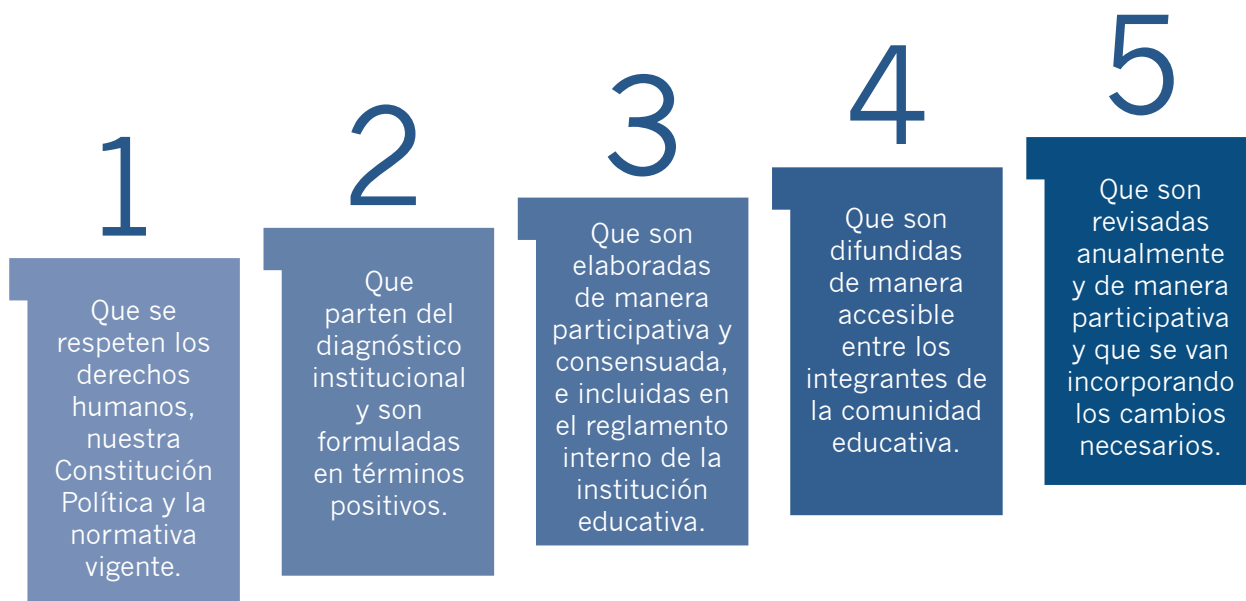 1
Que se
respeten los
derechos
humanos,
nuestra
Constitución
Política y la
normativa
vigente.
2
Que
parten del
diagnóstico
institucional
y son
formuladas
en términos
positivos.
3
Que son
elaboradas
de manera
participativa y
consensuada,
e incluidas en
el reglamento
interno de la
institución
educativa.
4
Que son
difundidas
de manera
accesible
entre los
integrantes de
la comunidad
educativa.
5
Que son
revisadas
anualmente
y de manera
participativa
y que se van
incorporando
los cambios
necesarios.